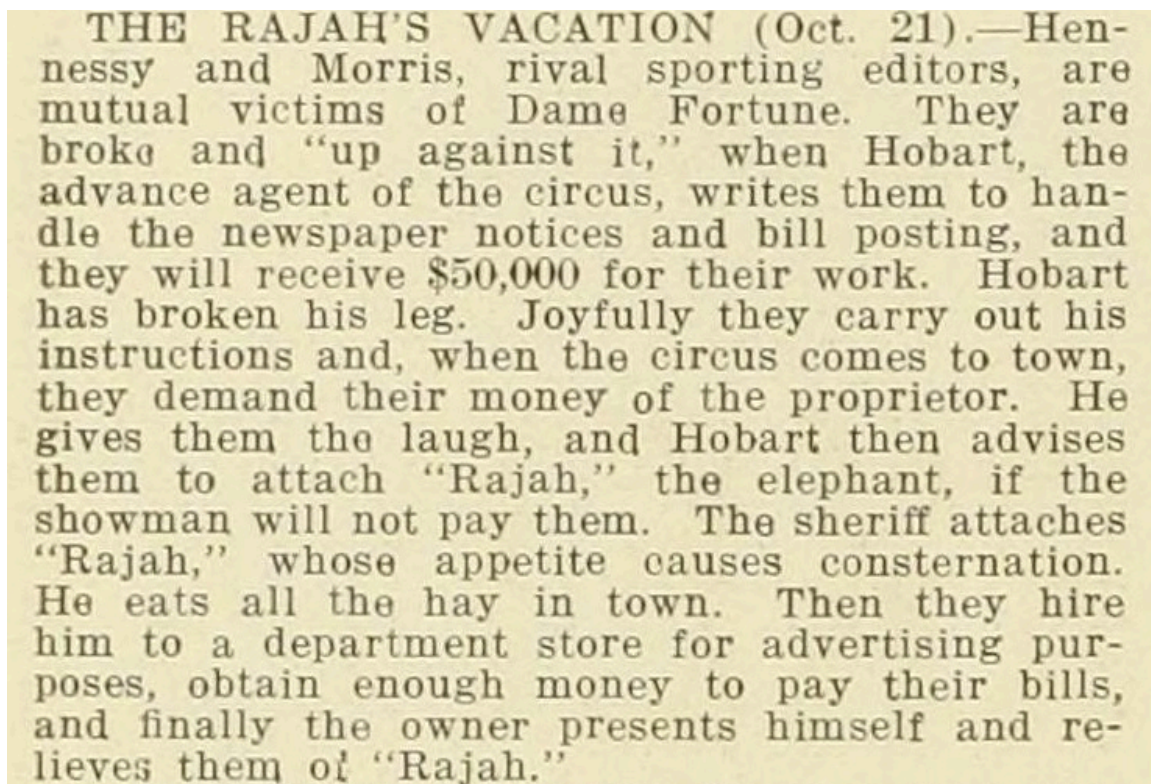 THE RAJAH'S VACATION (Oct. 21).—Hen-
nessy and Morris, rival sporting editors, are
mutual victims of Dame Fortune. They are
broke and "up against it," when Hobart, the
advance agent of the circus, writes them to han-
dle the newspaper notices and bill posting, and
they will receive $50,000 for their work. Hobart
has broken his leg. Joyfully they carry out his
instructions and, when the circus comes to town,
they demand their money of the proprietor. He
gives them the laugh, and Hobart then advises
them to attach "Rajah," the elephant, if the
showman will not pay them. The sheriff attaches
"Rajah," whose appetite causes consternation.
He eats all the hay in town. Then they hire
him to a department store for advertising pur-
poses, obtain enough money to pay their bills,
and finally the owner presents himself and re-
lieves them of "Rajah."